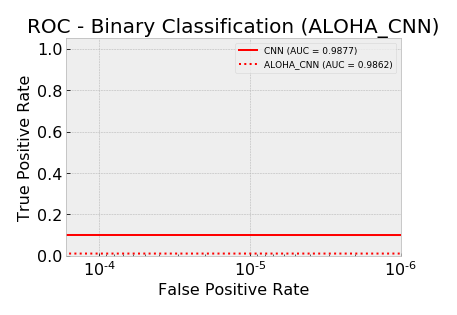 ROC - Binary Classification (ALOHA_CNN)
CNN (AUC = 0.9877)
ALOHA_CNN (AUC = 0.9862)
True Positive Rate
1.0
0.8
0.6
0.4
0.2
0.0
10^-4 10^-5 10^-6
False Positive Rate